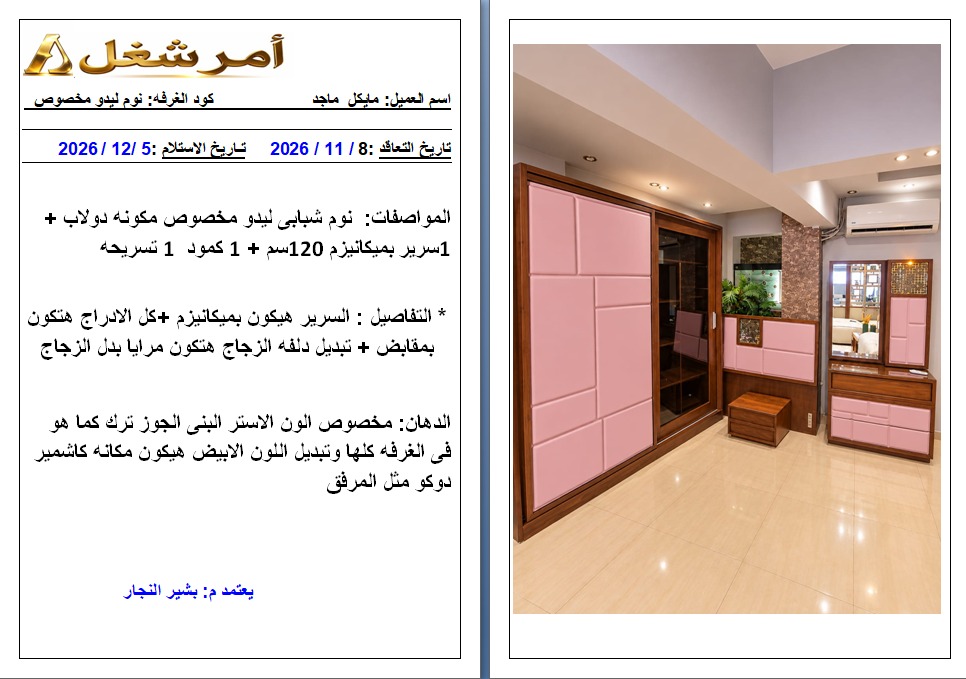 أمر شغل
اسم العميل: مايكل ماجد كود الغرفه: نوم ليدو مخصوص
تاريخ التعاقد :8 / 11 / 2026 تـاريخ الاستلام :5 /12 / 2026
المواصفات: نوم شبابى ليدو مخصوص مكونه دولاب +
1سرير بميكانيزم 120سم + 1 كمود 1 تسريحه
* التفاصيل : السرير هيكون بميكانيزم +كل الادراج هتكون
بمقابض + تبديل دلفه الزجاج هتكون مرايا بدل الزجاج
الدهان: مخصوص الون الاستر البنى الجوز ترك كما هو
فى الغرفه كلها وتبديل اللون الابيض هيكون مكانه كاشمير
دوكو مثل المرفق
يعتمد م: بشير النجار